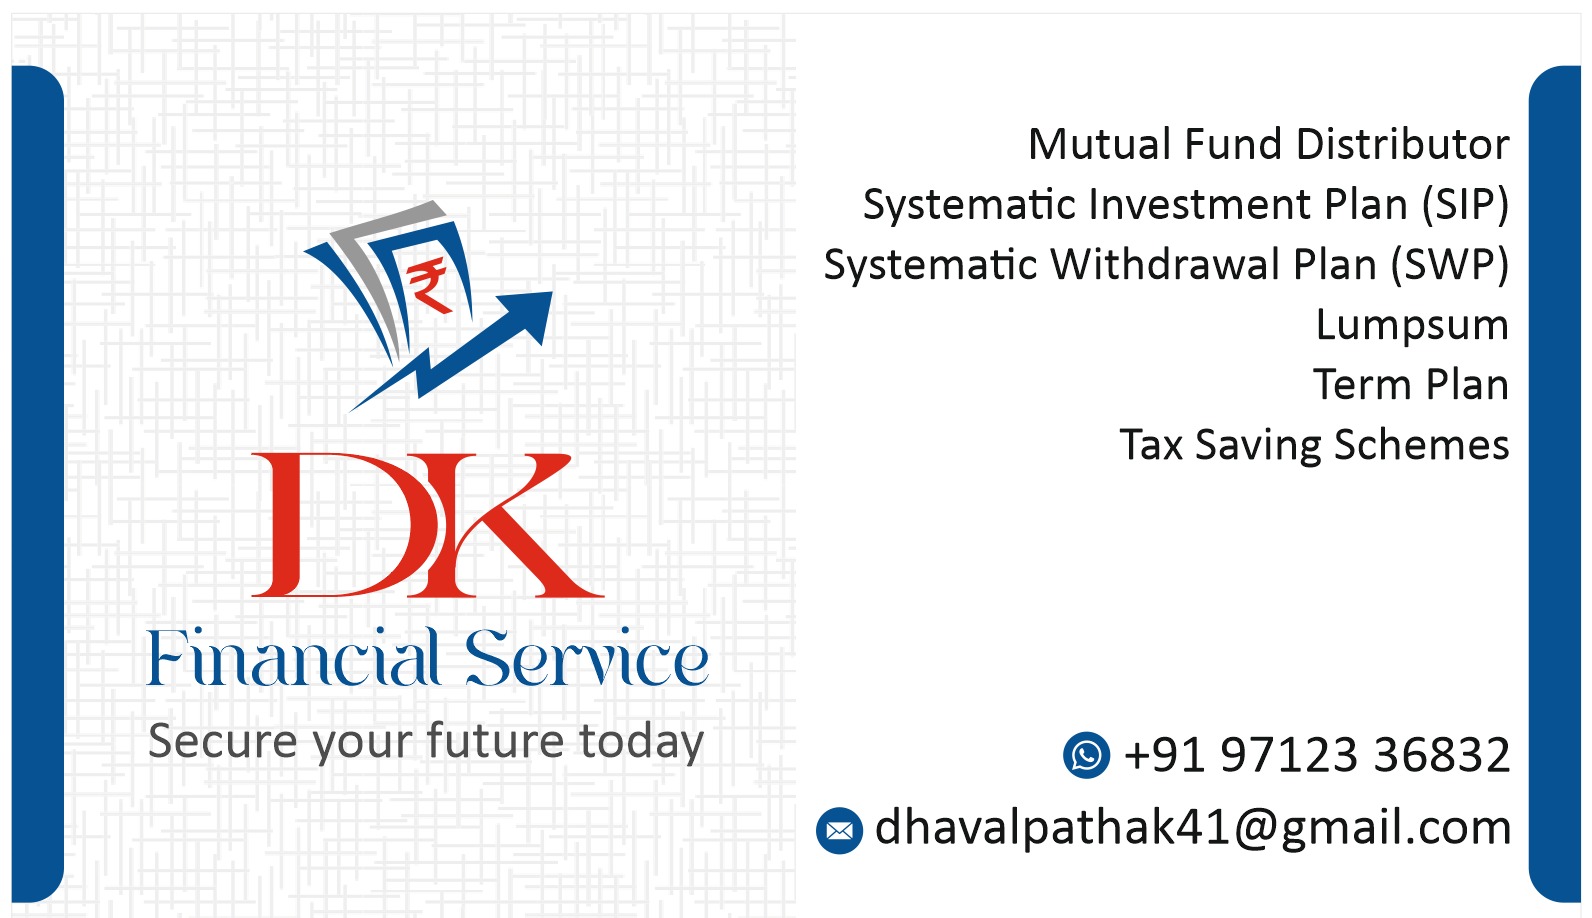 ₹
DK
Financial Service
Secure your future today
Mutual Fund Distributor
Systematic Investment Plan (SIP)
Systematic Withdrawal Plan (SWP)
Lumpsum
Term Plan
Tax Saving Schemes
+91 97123 36832
dhavalpathak41@gmail.com